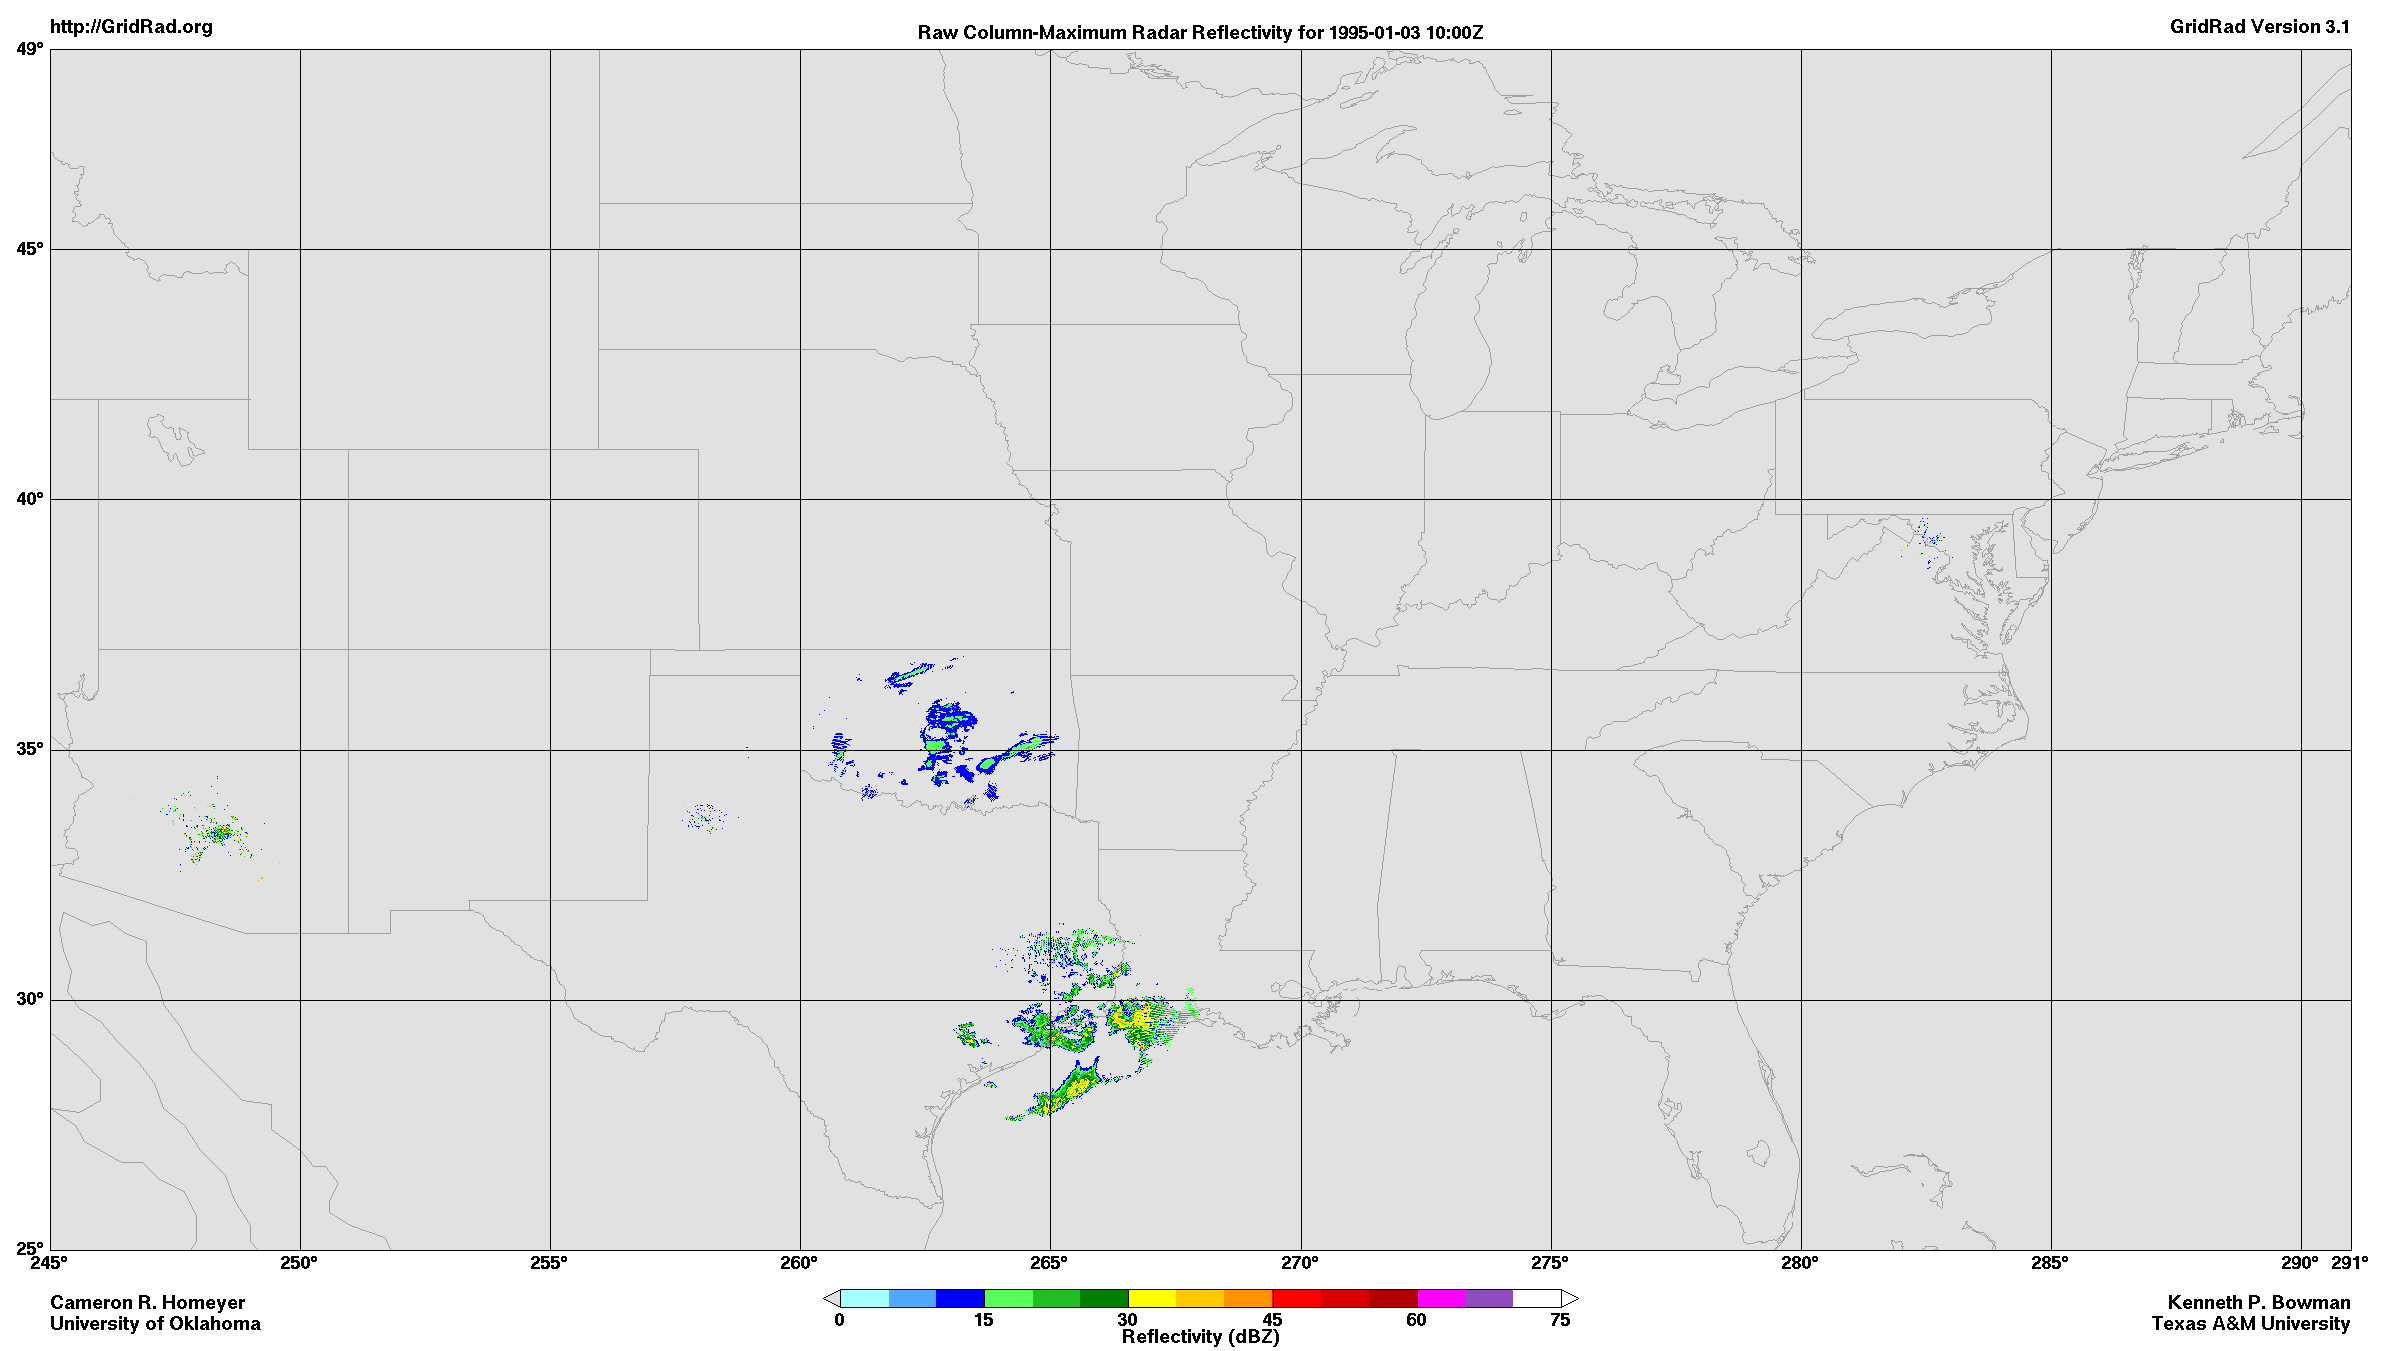 http://GridRad.org
Raw Column-Maximum Radar Reflectivity for 1995-01-03 10:00Z
GridRad Version 3.1
49°
45°
40°
35°
30°
25°
245° 250° 255° 260° 265° 270° 275° 280° 285° 290° 291°
0 15 30 45 60 75
Reflectivity (dBZ)
Cameron R. Homeyer
University of Oklahoma
Kenneth P. Bowman
Texas A&M University